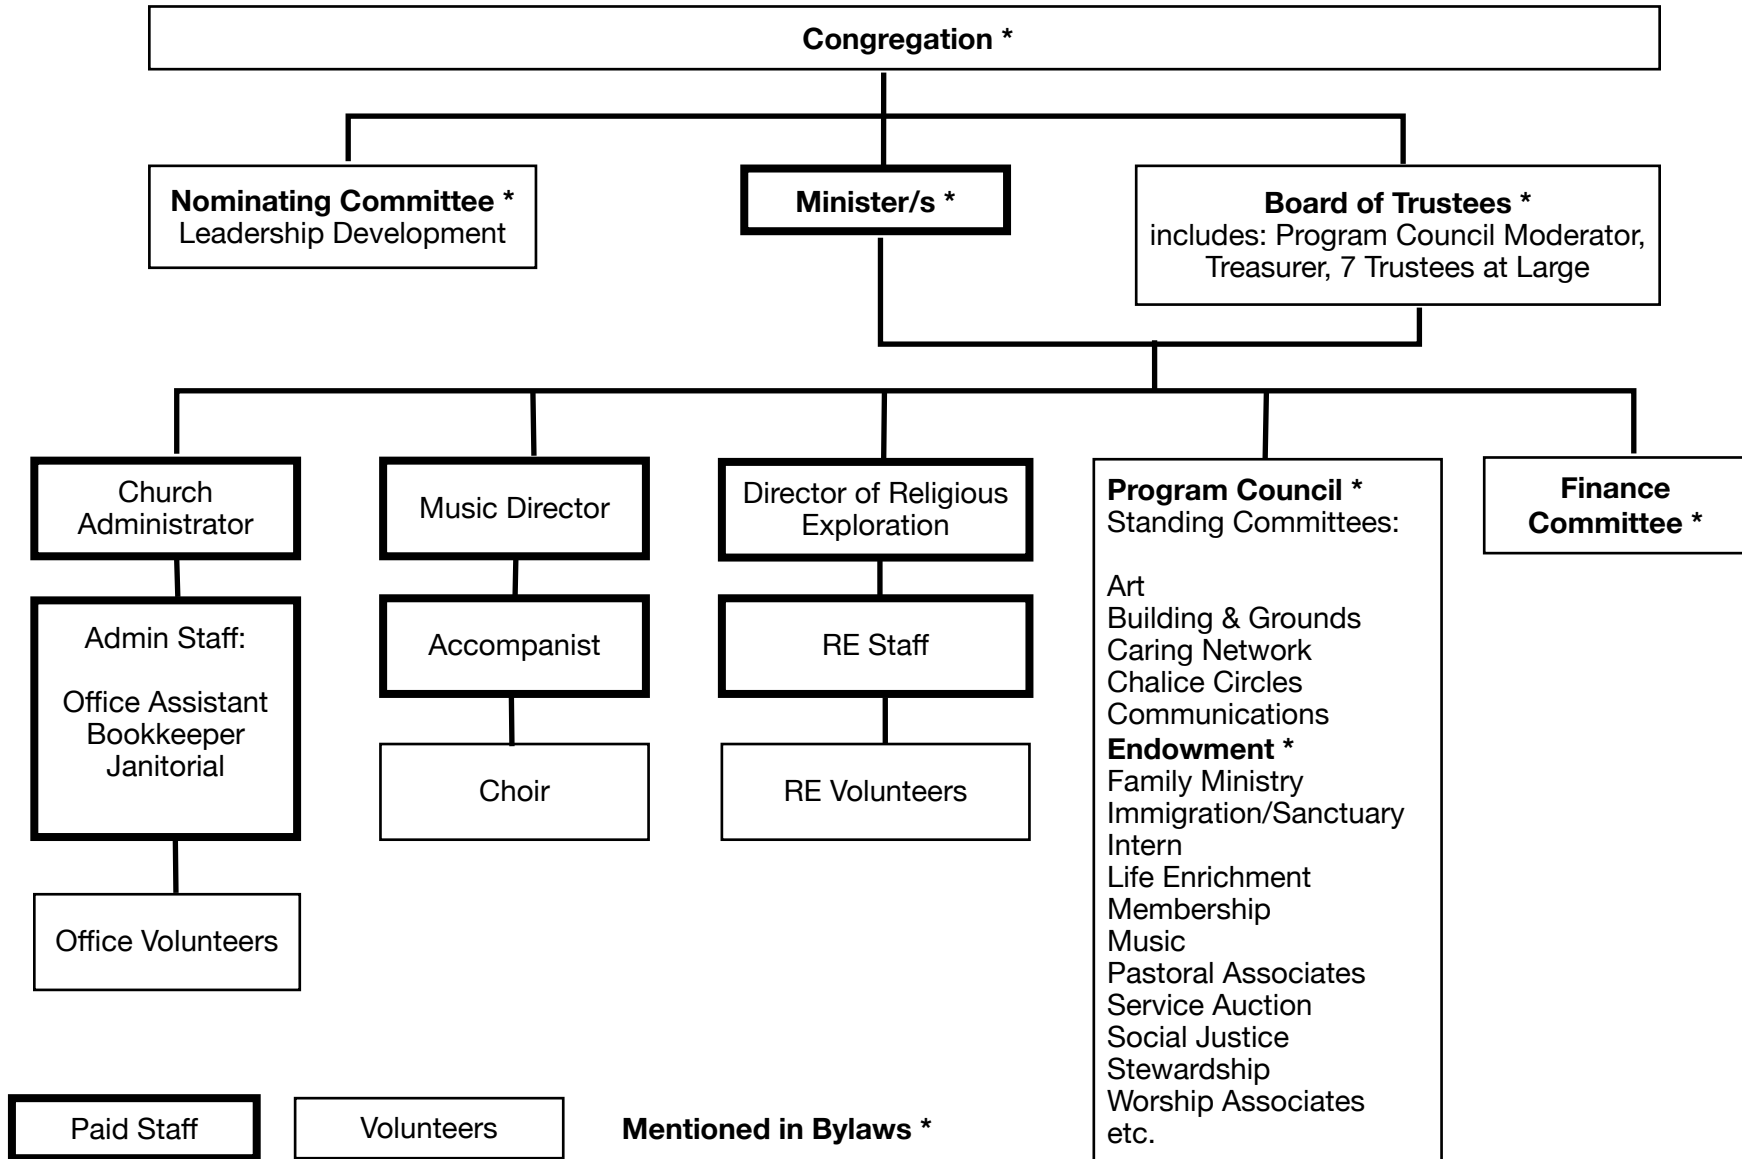 Congregation *
Nominating Committee *
Leadership Development
Minister/s *
Board of Trustees *
includes: Program Council Moderator,
Treasurer, 7 Trustees at Large
Church
Administrator
Music Director
Director of Religious
Exploration
Program Council *
Standing Committees:
Art
Building & Grounds
Caring Network
Chalice Circles
Communications
Endowment *
Family Ministry
Immigration/Sanctuary
Intern
Life Enrichment
Membership
Music
Pastoral Associates
Service Auction
Social Justice
Stewardship
Worship Associates
etc.
Finance
Committee *
Admin Staff:
Office Assistant
Bookkeeper
Janitorial
Accompanist
RE Staff
Choir
RE Volunteers
Office Volunteers
Paid Staff
Volunteers
Mentioned in Bylaws *